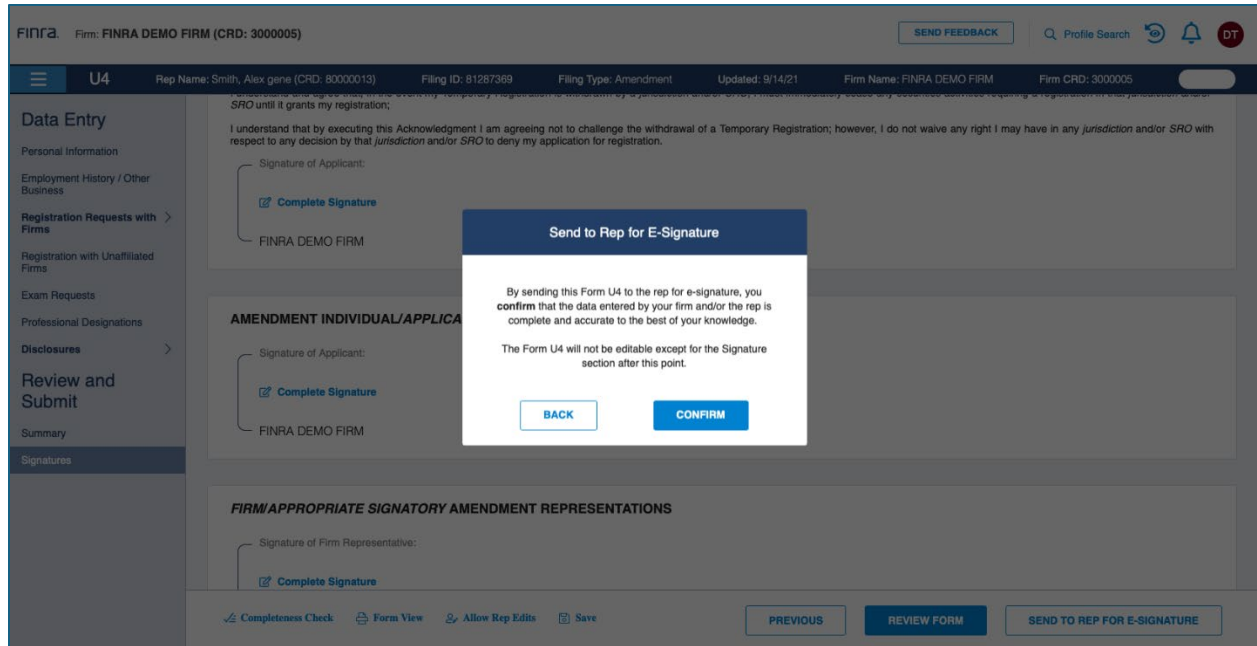 Finra. Firm: FINRA DEMO FIRM (CRD: 3000005)
SEND FEEDBACK
Profile Search
DT
U4
Rep Name: Smith, Alex gene (CRD: 80000013)
Filing ID: 81287369
Filing Type: Amendment
Updated: 9/14/21
Firm Name: FINRA DEMO FIRM
Firm CRD: 3000005
Data Entry
Personal Information
Employment History / Other
Business
Registration Requests with
Firms
Registration with Unaffiliated
Firms
Exam Requests
Professional Designations
Disclosures
Review and
Submit
Summary
Signatures
SRO until it grants my registration;
I understand that by executing this Acknowledgment I am agreeing not to challenge the withdrawal of a Temporary Registration; however, I do not waive any right I may have in any jurisdiction and/or SRO with
respect to any decision by that jurisdiction and/or SRO to deny my application for registration.
Signature of Applicant:
Complete Signature
FINRA DEMO FIRM
AMENDMENT INDIVIDUAL/APPLICA
Signature of Applicant:
Complete Signature
FINRA DEMO FIRM
FIRM/APPROPRIATE SIGNATORY AMENDMENT REPRESENTATIONS
Signature of Firm Representative:
Complete Signature
Send to Rep for E-Signature
By sending this Form U4 to the rep for e-signature, you
confirm that the data entered by your firm and/or the rep is
complete and accurate to the best of your knowledge.
The Form U4 will not be editable except for the Signature
section after this point.
BACK
CONFIRM
Completeness Check
Form View
Allow Rep Edits
Save
PREVIOUS
REVIEW FORM
SEND TO REP FOR E-SIGNATURE